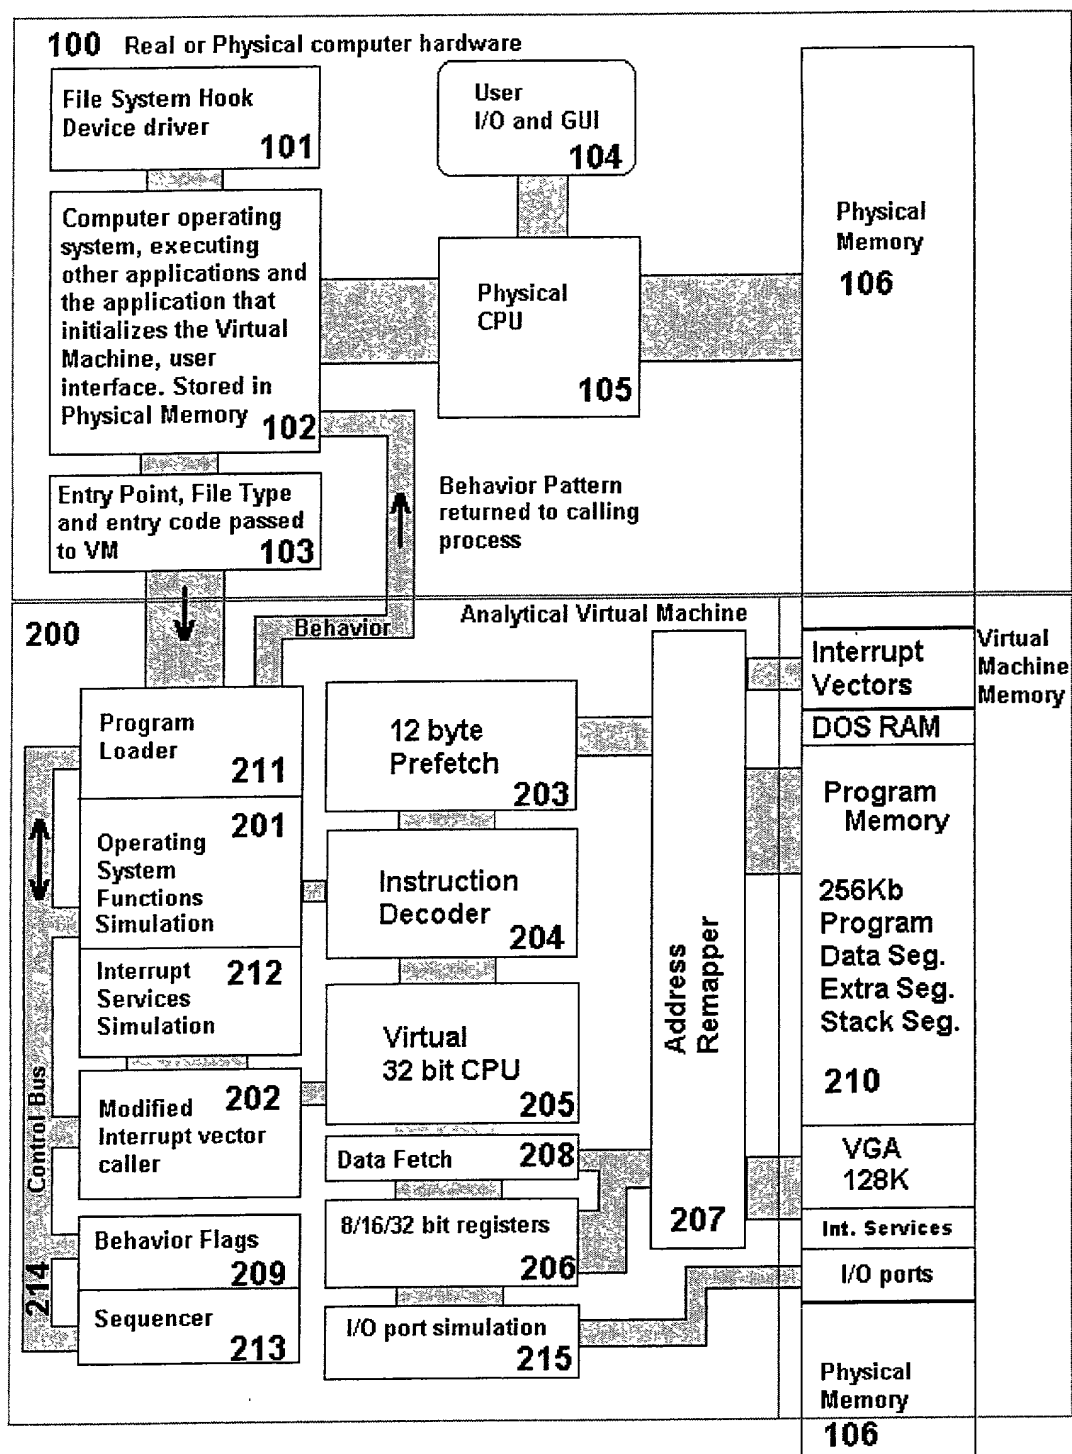 100 Real or Physical computer hardware
File System Hook
Device driver
101
User
I/O and GUI
104
Computer operating
system, executing
other applications and
the application that
initializes the Virtual
Machine, user
interface. Stored in
Physical Memory
102
Physical
CPU
105
Physical
Memory
106
Entry Point, File Type
and entry code passed
to VM
103
Behavior Pattern
returned to calling
process
200
Behavior
Analytical Virtual Machine
Virtual
Machine
Memory
Program
Loader
211
201
Operating
System
Functions
Simulation
Interrupt
Services
Simulation
212
Modified
Interrupt vector
caller
202
Behavior Flags
209
Sequencer
213
Control Bus
214
12 byte
Prefetch
203
Instruction
Decoder
204
Virtual
32 bit CPU
205
Data Fetch
208
8/16/32 bit registers
206
I/O port simulation
215
Address
Remapper
207
Interrupt
Vectors
DOS RAM
Program
Memory
256Kb
Program
Data Seg.
Extra Seg.
Stack Seg.
210
VGA
128K
Int. Services
I/O ports
Physical
Memory
106